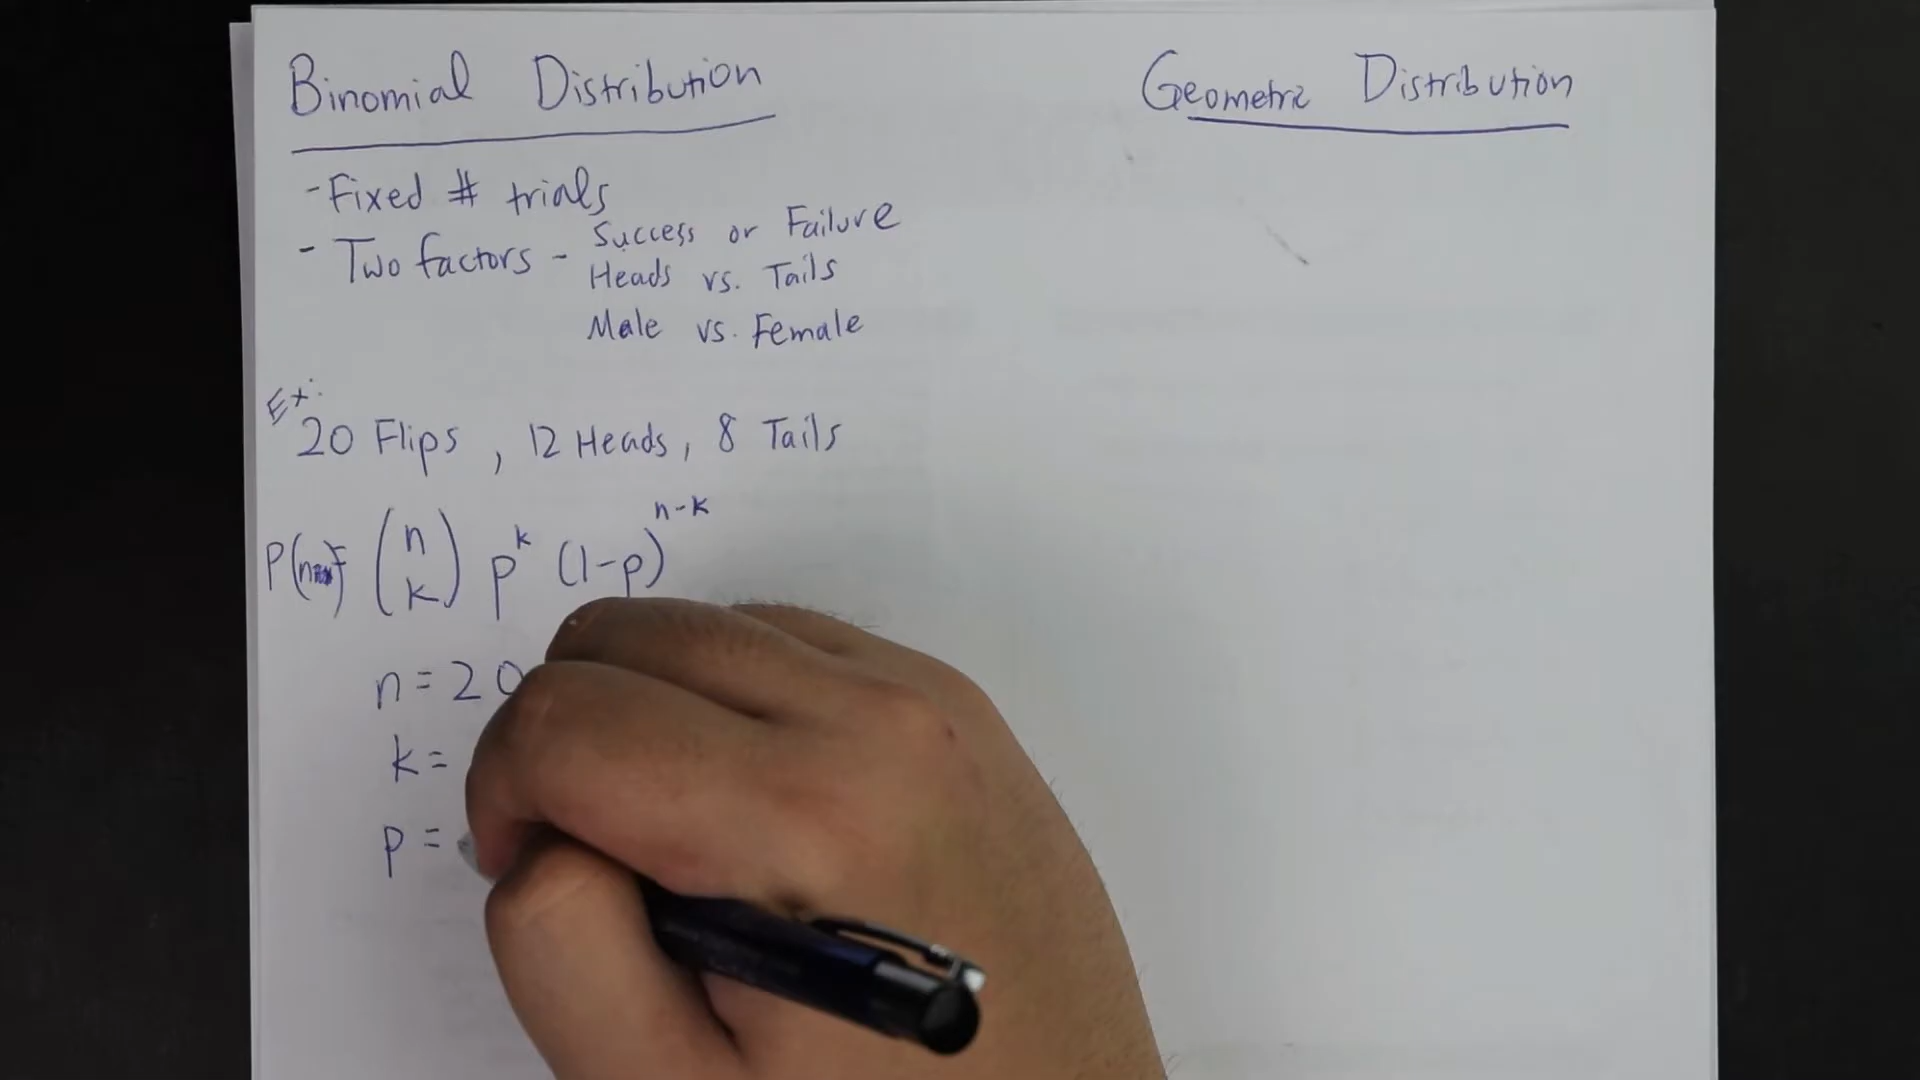 Binomial Distribution
- Fixed # trials
- Two factors - Success or Failure
Heads vs. Tails
Male vs. Female
Ex:
20 Flips, 12 Heads, 8 Tails
(n k) p^k (1-p)^n-k
n = 20
k =
p =
Geometric Distribution